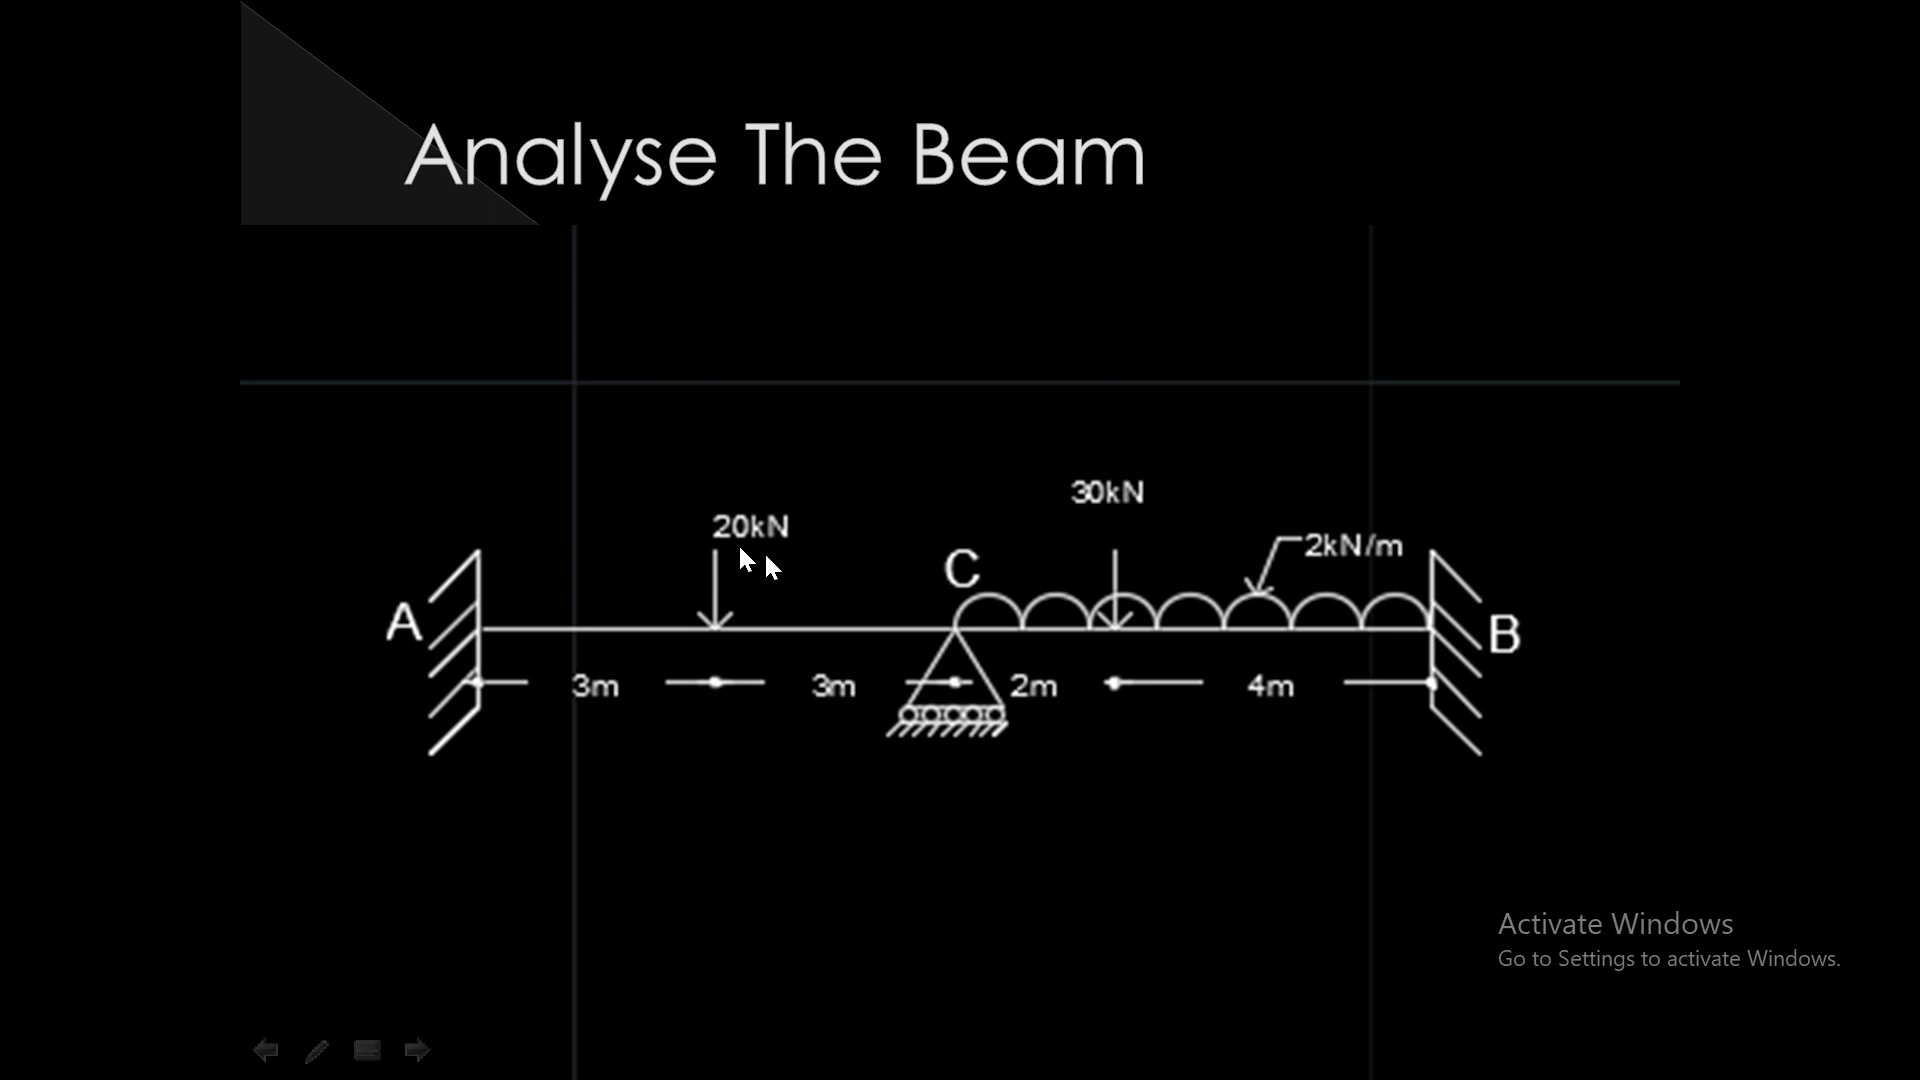 Analyse The Beam
30kN
20kN
2kN/m
C
A
B
3m
3m
2m
4m
Activate Windows
Go to Settings to activate Windows.